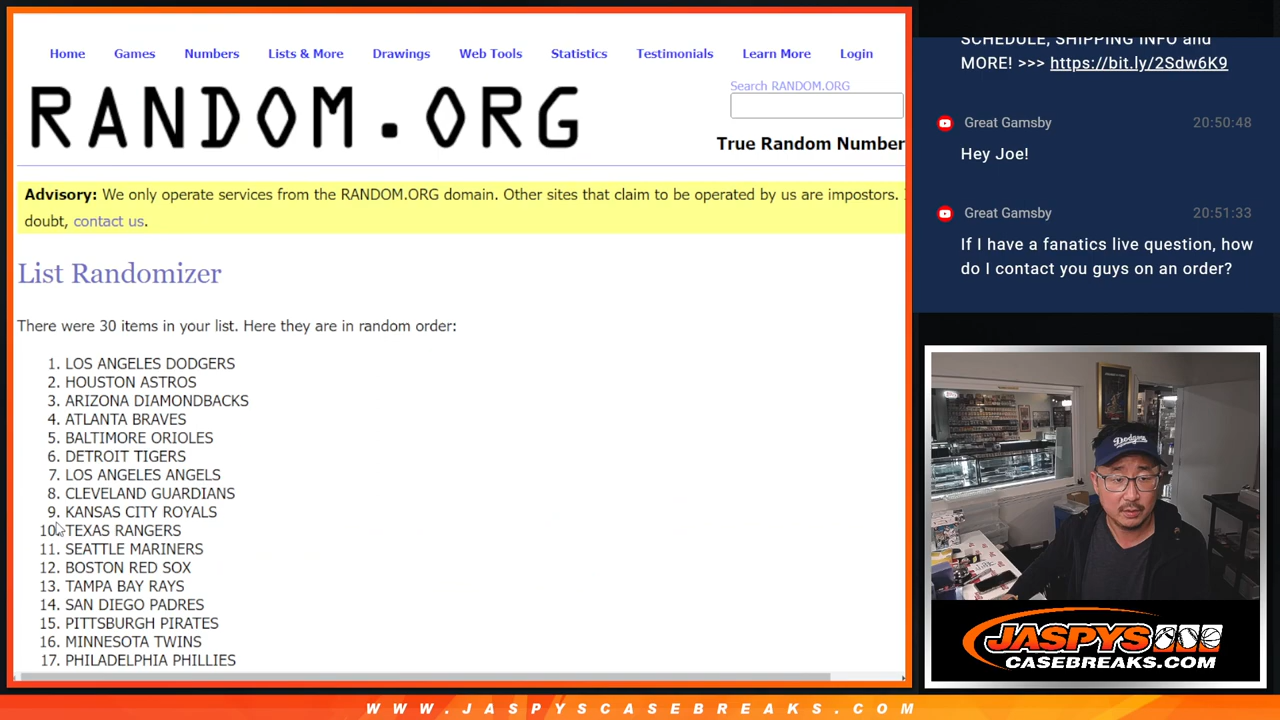 Home Games Numbers Lists & More Drawings Web Tools Statistics Testimonials Learn More Login
RANDOM.ORG
Search RANDOM.ORG
True Random Number
Advisory: We only operate services from the RANDOM.ORG domain. Other sites that claim to be operated by us are impostors.
doubt, contact us.
List Randomizer
There were 30 items in your list. Here they are in random order:
1. LOS ANGELES DODGERS
2. HOUSTON ASTROS
3. ARIZONA DIAMONDBACKS
4. ATLANTA BRAVES
5. BALTIMORE ORIOLES
6. DETROIT TIGERS
7. LOS ANGELES ANGELS
8. CLEVELAND GUARDIANS
9. KANSAS CITY ROYALS
10. TEXAS RANGERS
11. SEATTLE MARINERS
12. BOSTON RED SOX
13. TAMPA BAY RAYS
14. SAN DIEGO PADRES
15. PITTSBURGH PIRATES
16. MINNESOTA TWINS
17. PHILADELPHIA PHILLIES
SCHEDULE, SHIPPING INFO and
MORE! >>> https://bit.ly/2Sdw6K9
Great Gamsby 20:50:48
Hey Joe!
Great Gamsby 20:51:33
If I have a fanatics live question, how
do I contact you guys on an order?
Dodgers
JASPYS
CASEBREAKS.COM
WWW.JASPYSCASEBREAKS.COM